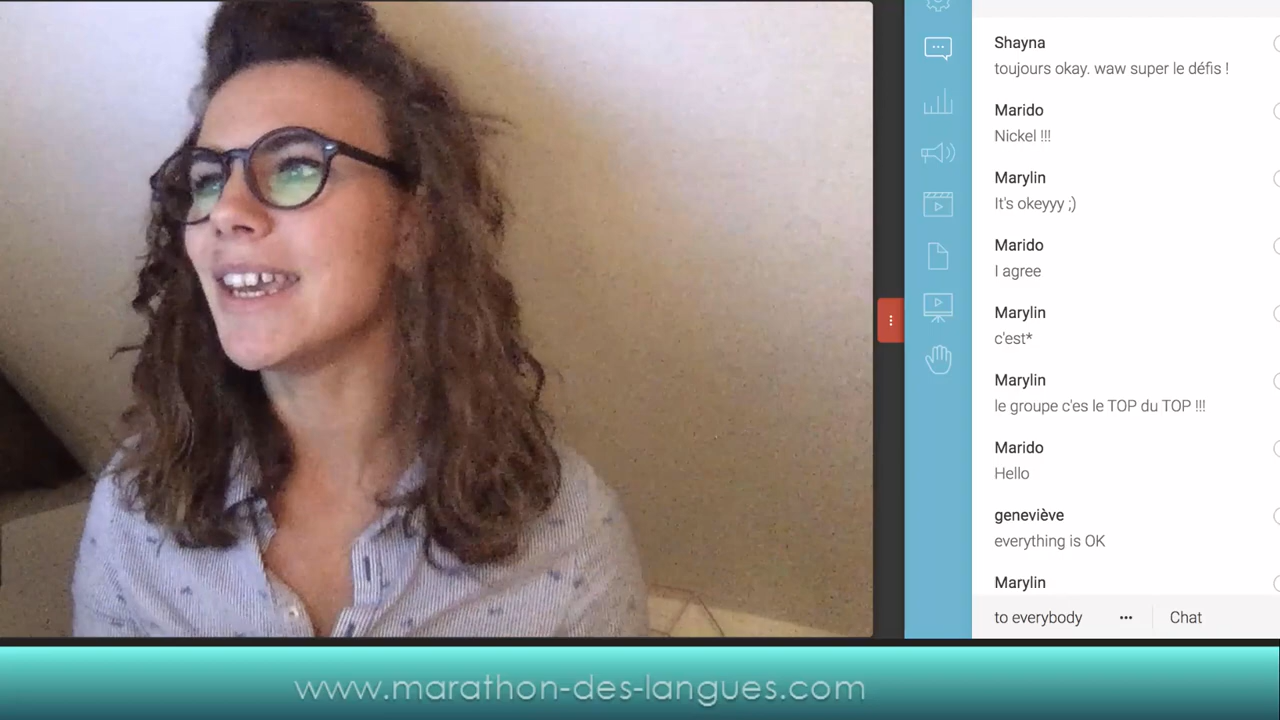 Shayna
toujours okay. waw super le défis !
Marido
Nickel !!!
Marylin
It's okeyyy ;)
Marido
I agree
Marylin
c'est*
Marylin
le groupe c'es le TOP du TOP !!!
Marido
Hello
geneviève
everything is OK
Marylin
to everybody ••• Chat
www.marathon-des-langues.com